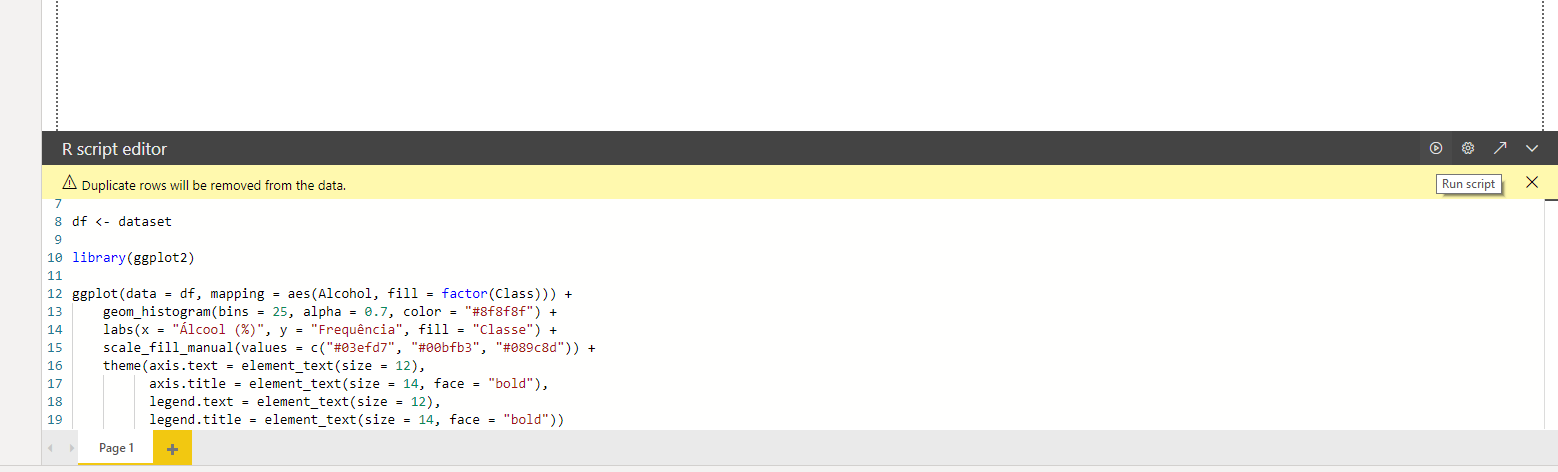 R script editor
Duplicate rows will be removed from the data.
Run script
7
8 df <- dataset
9
10 library(ggplot2)
11
12 ggplot(data = df, mapping = aes(Alcohol, fill = factor(Class))) +
13     geom_histogram(bins = 25, alpha = 0.7, color = "#8f8f8f") +
14     labs(x = "Álcool (%)", y = "Frequência", fill = "Classe") +
15     scale_fill_manual(values = c("#03efd7", "#00bfb3", "#089c8d")) +
16     theme(axis.text = element_text(size = 12),
17           axis.title = element_text(size = 14, face = "bold"),
18           legend.text = element_text(size = 12),
19           legend.title = element_text(size = 14, face = "bold"))
Page 1
+